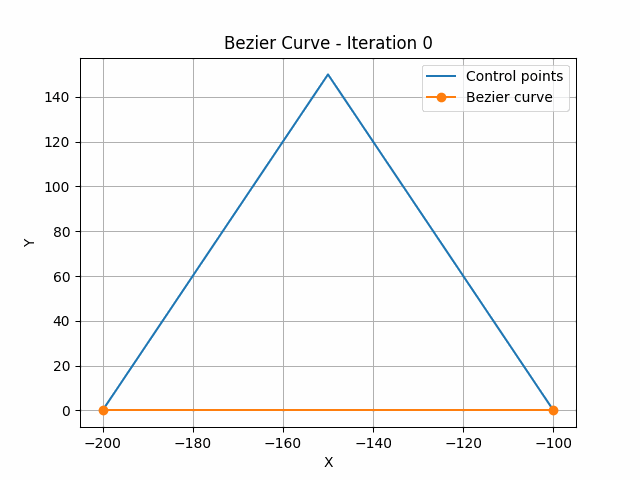 Bezier Curve - Iteration 0
Control points
Bezier curve
Y
140
120
100
80
60
40
20
0
−200 −180 −160 −140 −120 −100
X